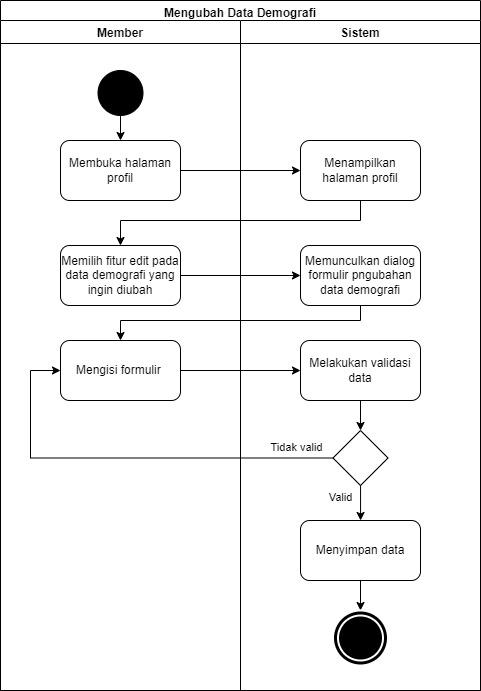 Mengubah Data Demografi
Member
Sistem
Membuka halaman
profil
Menampilkan
halaman profil
Memilih fitur edit pada
data demografi yang
ingin diubah
Memunculkan dialog
formulir pngubahan
data demografi
Mengisi formulir
Melakukan validasi
data
Tidak valid
Valid
Menyimpan data